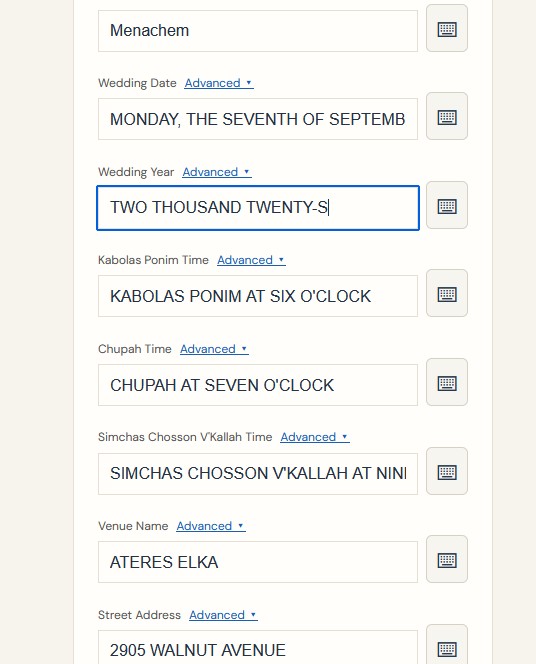 Menachem
Wedding Date Advanced ▼
MONDAY, THE SEVENTH OF SEPTEMB
Wedding Year Advanced ▼
TWO THOUSAND TWENTY-S
Kabolas Ponim Time Advanced ▼
KABOLAS PONIM AT SIX O'CLOCK
Chupah Time Advanced ▼
CHUPAH AT SEVEN O'CLOCK
Simchas Chosson V'Kallah Time Advanced ▼
SIMCHAS CHOSSON V'KALLAH AT NIN
Venue Name Advanced ▼
ATERES ELKA
Street Address Advanced ▼
2905 WALNUT AVENUE